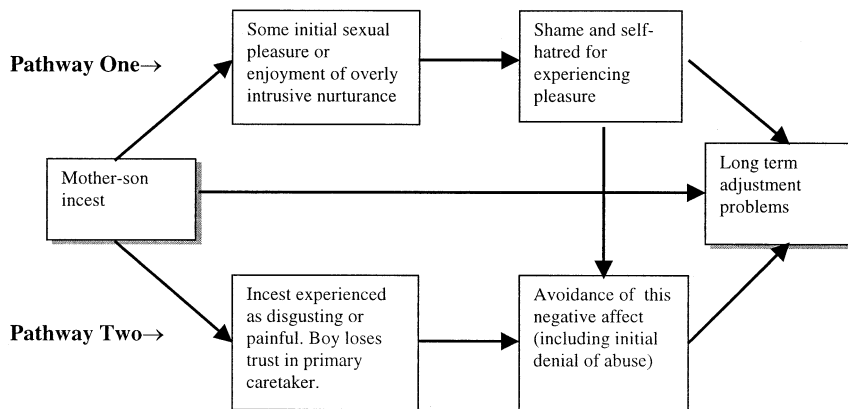 Some initial sexual
pleasure or
enjoyment of overly
intrusive nurturance
Shame and self-
hatred for
experiencing
pleasure
Pathway One→
Mother-son
incest
Long term
adjustment
problems
Incest experienced
as disgusting or
painful. Boy loses
trust in primary
caretaker.
Avoidance of this
negative affect
(including initial
denial of abuse)
Pathway Two→